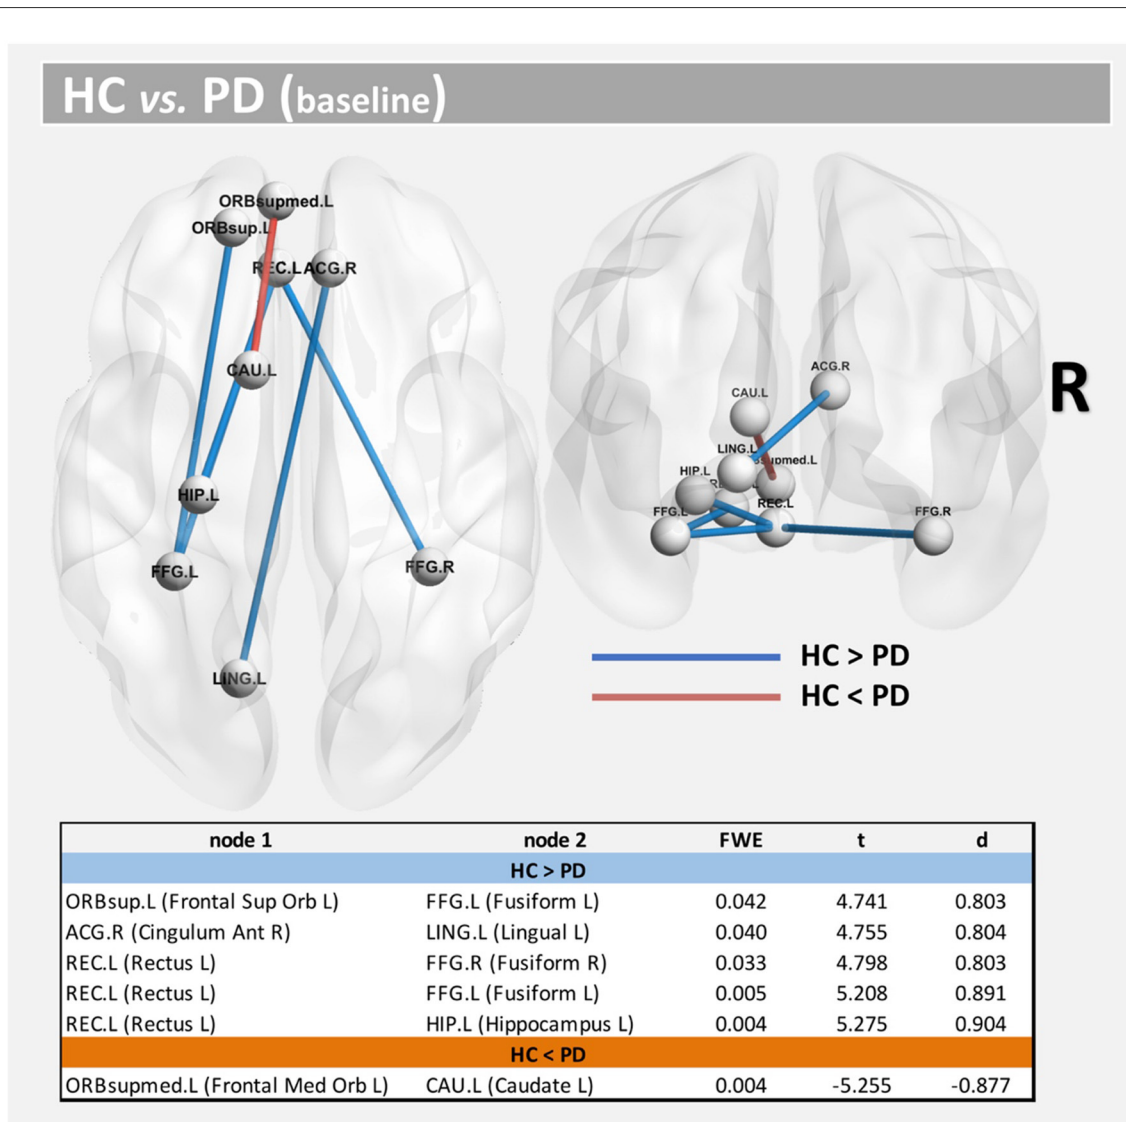 HC vs. PD (baseline)
ORBsupmed.L
ORBsup.L
REC.L ACG.R
CAU.L
HIP.L
FFG.L
FFG.R
LING.L
ACG.R
CAU.L
LING.L
supmed.L
HIP.L
REC.L
FFG.L
FFG.R
R
HC > PD
HC < PD
node 1 node 2 FWE t d
HC > PD
ORBsup.L (Frontal Sup Orb L) FFG.L (Fusiform L) 0.042 4.741 0.803
ACG.R (Cingulum Ant R) LING.L (Lingual L) 0.040 4.755 0.804
REC.L (Rectus L) FFG.R (Fusiform R) 0.033 4.798 0.803
REC.L (Rectus L) FFG.L (Fusiform L) 0.005 5.208 0.891
REC.L (Rectus L) HIP.L (Hippocampus L) 0.004 5.275 0.904
HC < PD
ORBsupmed.L (Frontal Med Orb L) CAU.L (Caudate L) 0.004 -5.255 -0.877